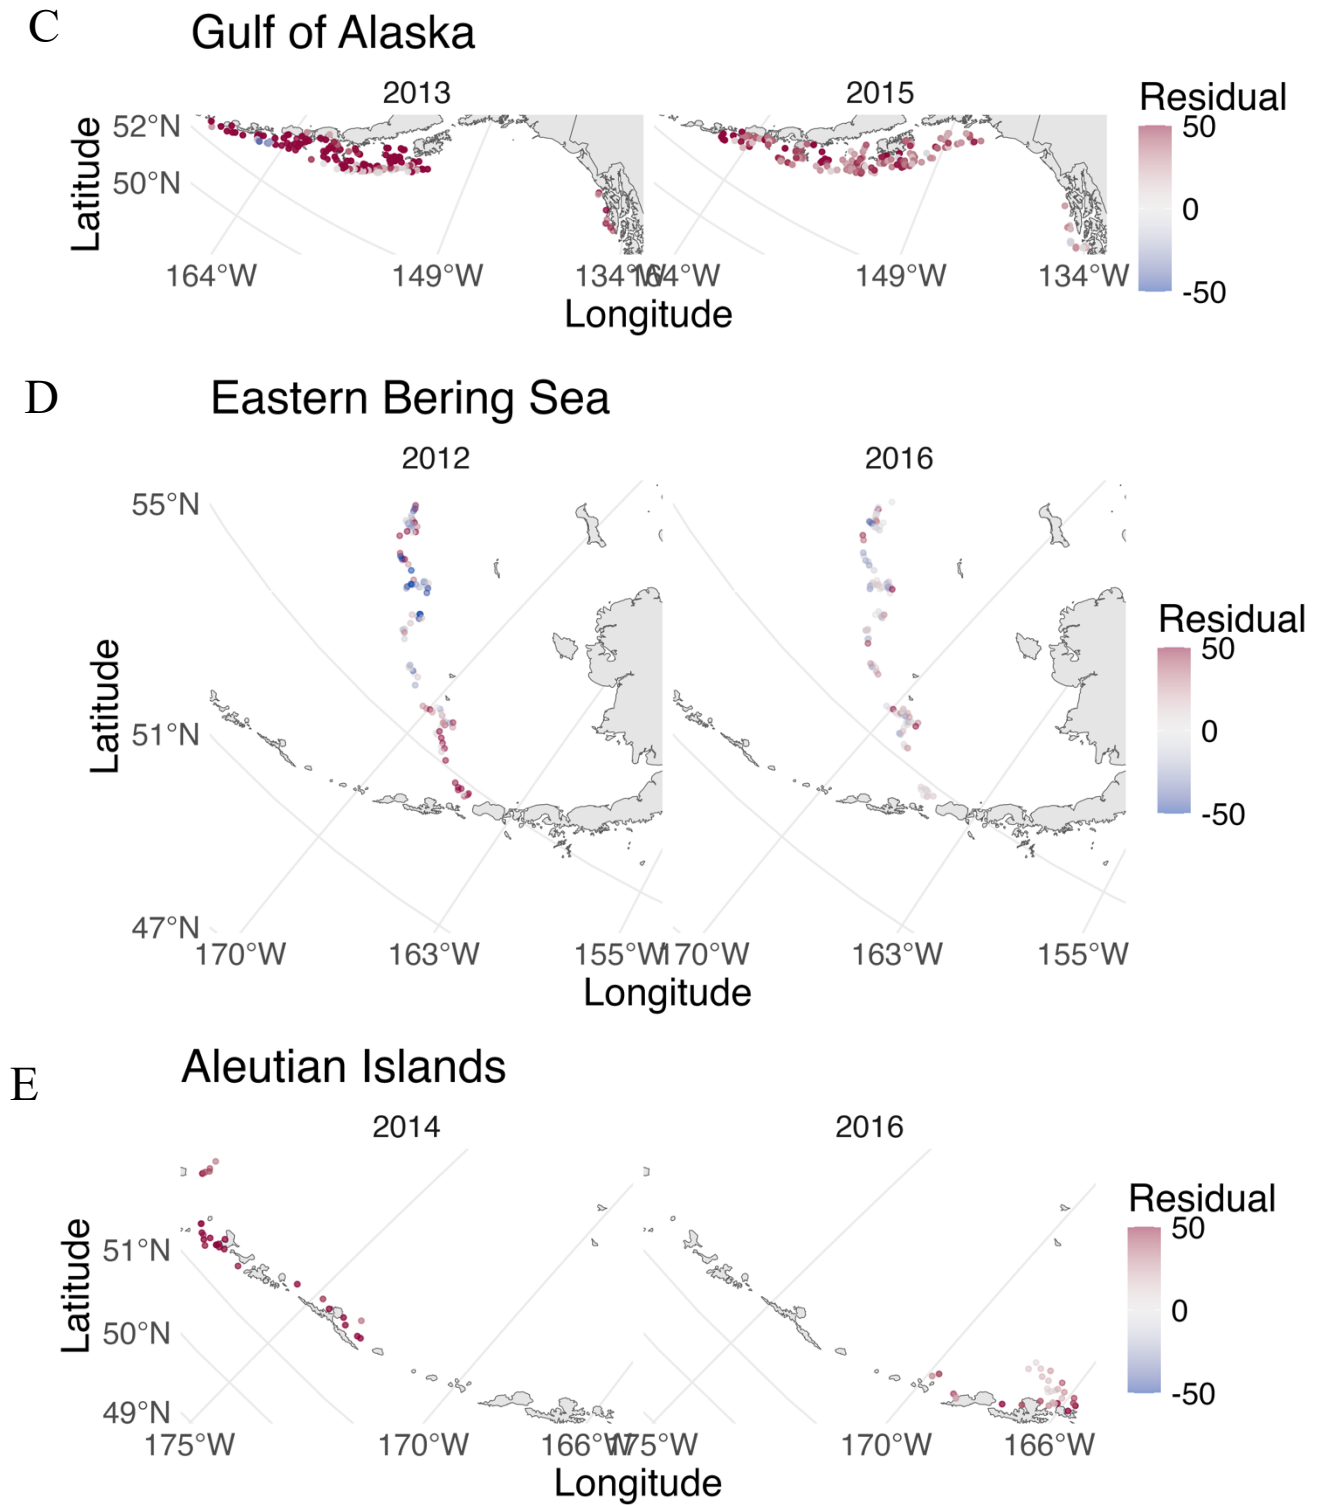 C
Gulf of Alaska
2013
2015
Residual
50
0
-50
52°N
50°N
Latitude
164°W
149°W
134°W
164°W
149°W
134°W
Longitude
D
Eastern Bering Sea
2012
2016
55°N
51°N
47°N
Latitude
Residual
50
0
-50
170°W
163°W
155°W
170°W
163°W
155°W
Longitude
E
Aleutian Islands
2014
2016
51°N
50°N
49°N
Latitude
Residual
50
0
-50
175°W
170°W
166°W
175°W
170°W
166°W
Longitude